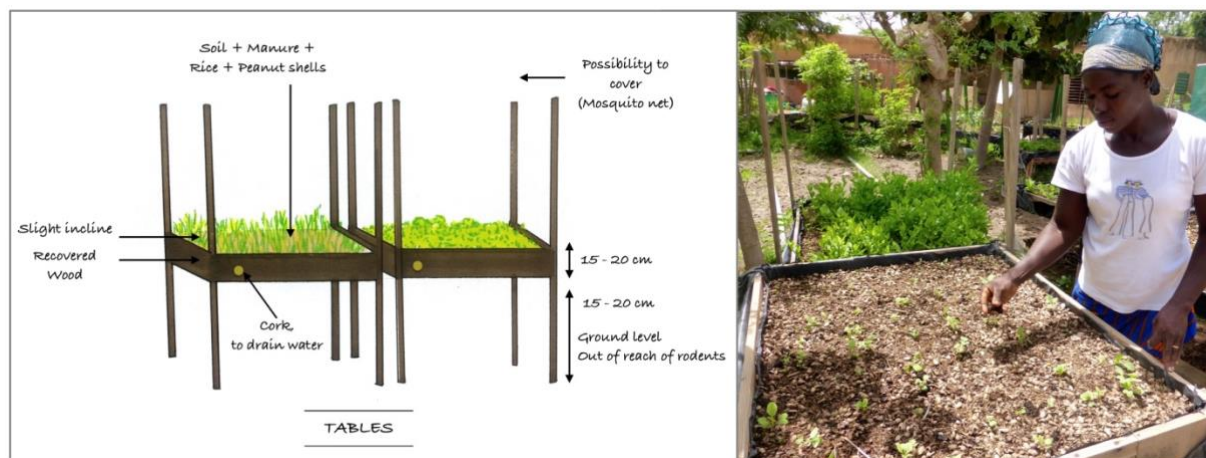 Soil + Manure +
Rice + Peanut shells
Possibility to
cover
(Mosquito net)
Slight incline
Recovered
Wood
Cork,
to drain water
15 - 20 cm
15 - 20 cm
Ground level
Out of reach of rodents
TABLES